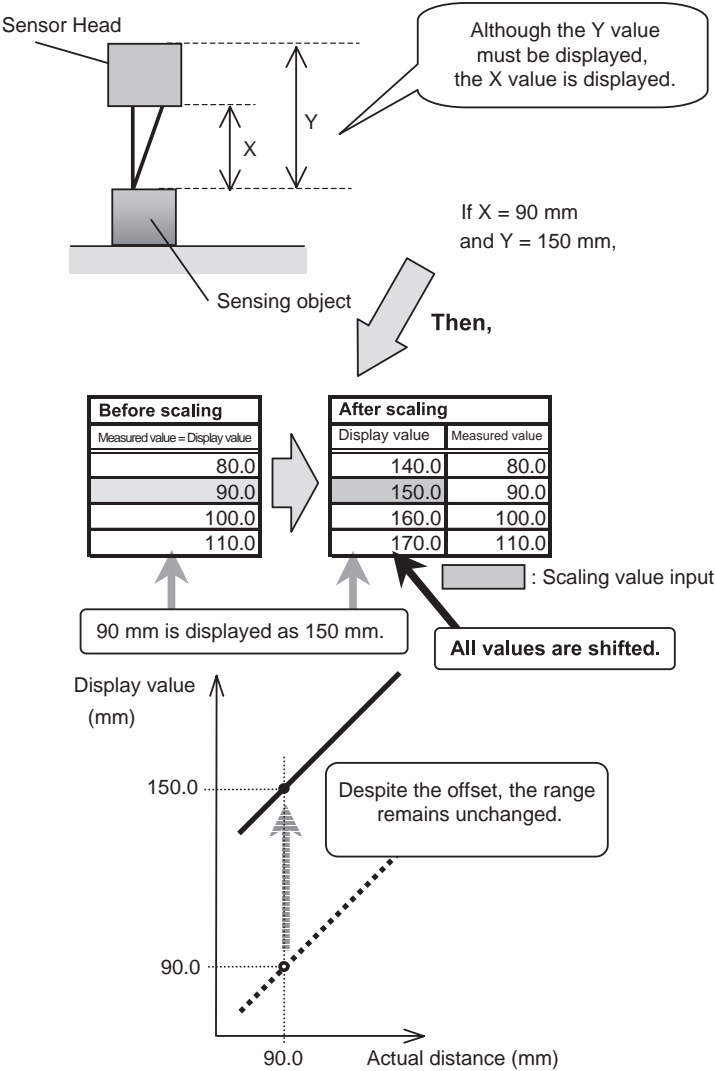 Sensor Head
Although the Y value
must be displayed,
the X value is displayed.
Y
X
If X = 90 mm
and Y = 150 mm,
Sensing object
Then,
Before scaling
Measured value = Display value
80.0
90.0
100.0
110.0
After scaling
Display value Measured value
140.0 80.0
150.0 90.0
160.0 100.0
170.0 110.0
: Scaling value input
90 mm is displayed as 150 mm.
All values are shifted.
Display value
(mm)
150.0
Despite the offset, the range
remains unchanged.
90.0
90.0 Actual distance (mm)